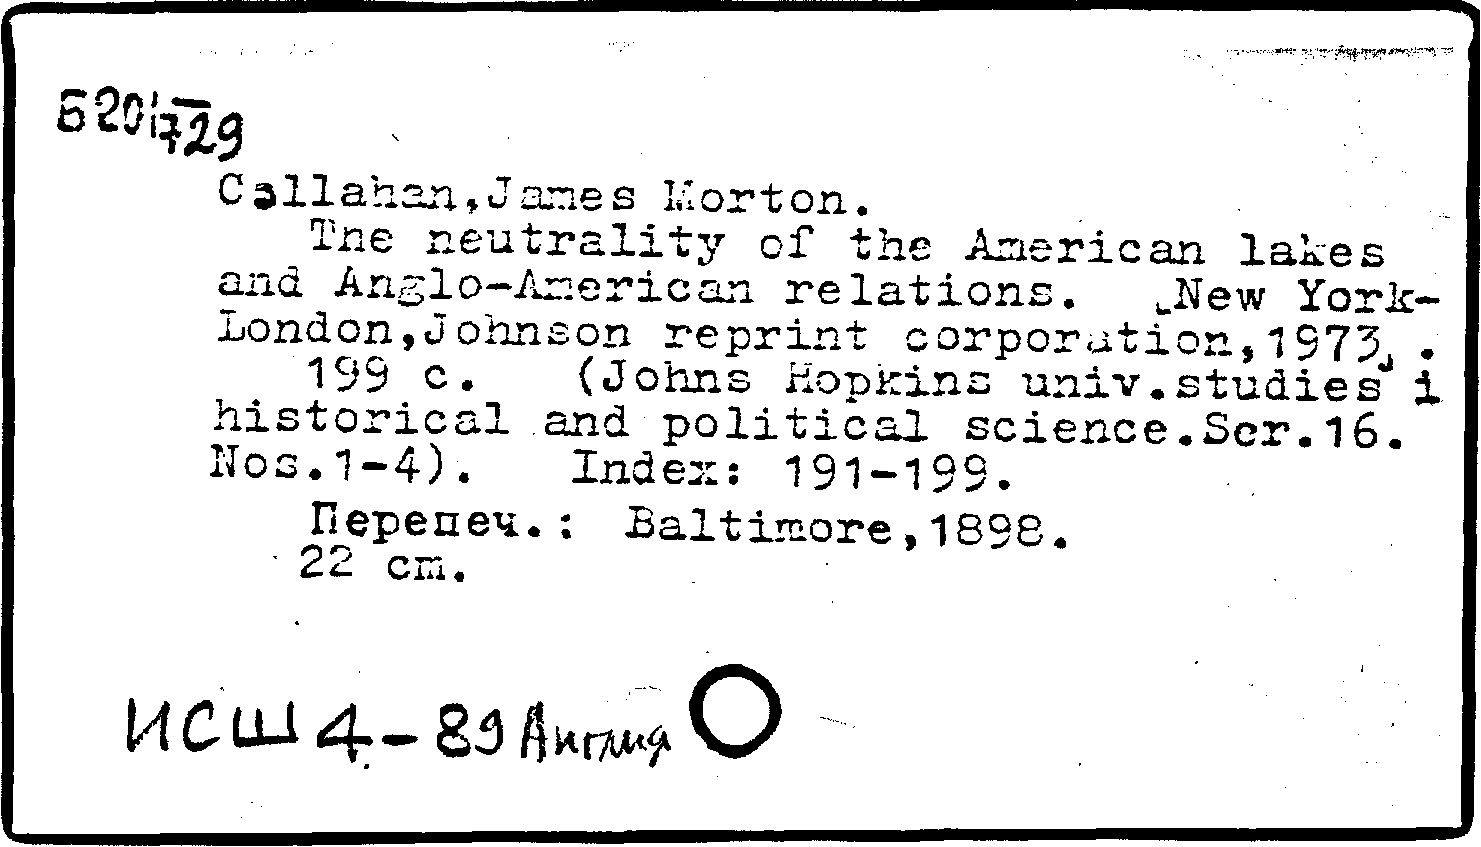 Б20 1729
Callahan,James Morton.
The neutrality of the American lakes
and Anglo-American relations. [New York-
London,Johnson reprint corporation,1973].
199 c. (Johns Hopkins univ.studies i
historical and political science.Ser.16.
Nos.1-4). Index: 191-199.
Перепеч.: Baltimore,1898.
22 cm.
ИСШ 4-89 Англия